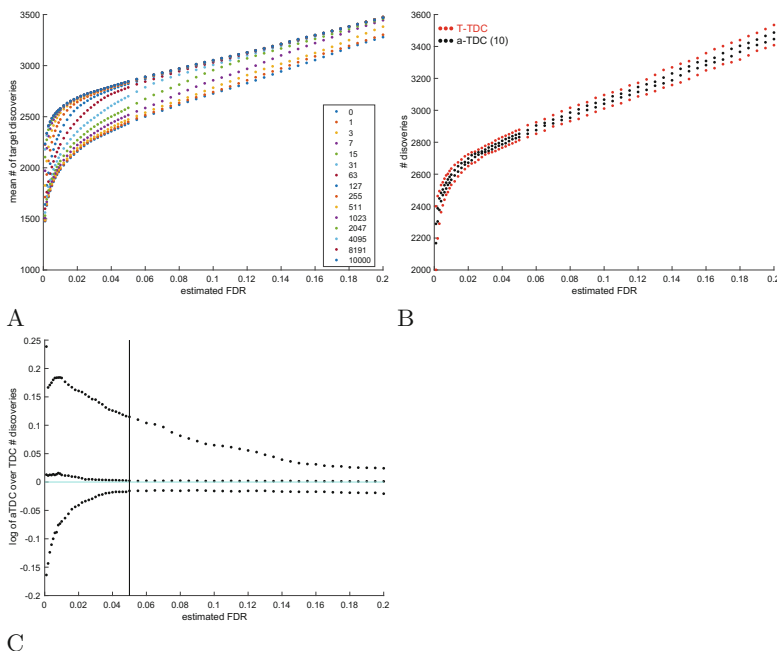 3500
3000
2500
2000
1500
1000
mean # of target discoveries
0
1
3
7
15
31
63
127
255
511
1023
2047
4095
8191
10000
0 0.02 0.04 0.06 0.08 0.1 0.12 0.14 0.16 0.18 0.2
estimated FDR
A
T-TDC
a-TDC (10)
3600
3400
3200
3000
2800
2600
2400
2200
2000
# disoveries
0 0.02 0.04 0.06 0.08 0.1 0.12 0.14 0.16 0.18 0.2
estimated FDR
B
0.25
0.2
0.15
0.1
0.05
0
-0.05
-0.1
-0.15
-0.2
log of aTDC over TDC # discoveries
0 0.02 0.04 0.06 0.08 0.1 0.12 0.14 0.16 0.18 0.2
estimated FDR
C